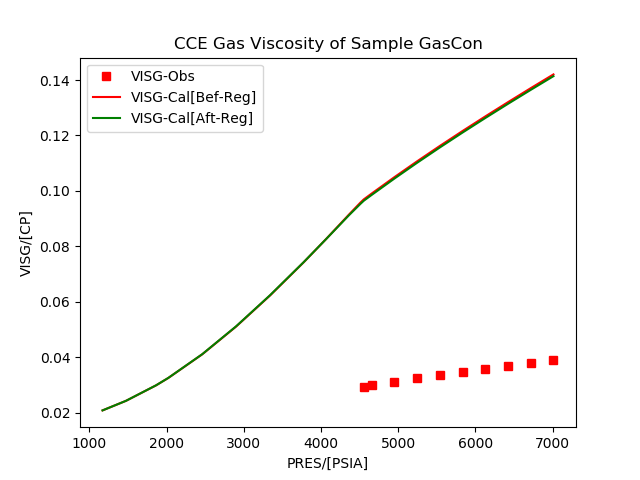 CCE Gas Viscosity of Sample GasCon
VISG-Obs
VISG-Cal[Bef-Reg]
VISG-Cal[Aft-Reg]
VISG/[CP]
0.14
0.12
0.10
0.08
0.06
0.04
0.02
1000 2000 3000 4000 5000 6000 7000
PRES/[PSIA]